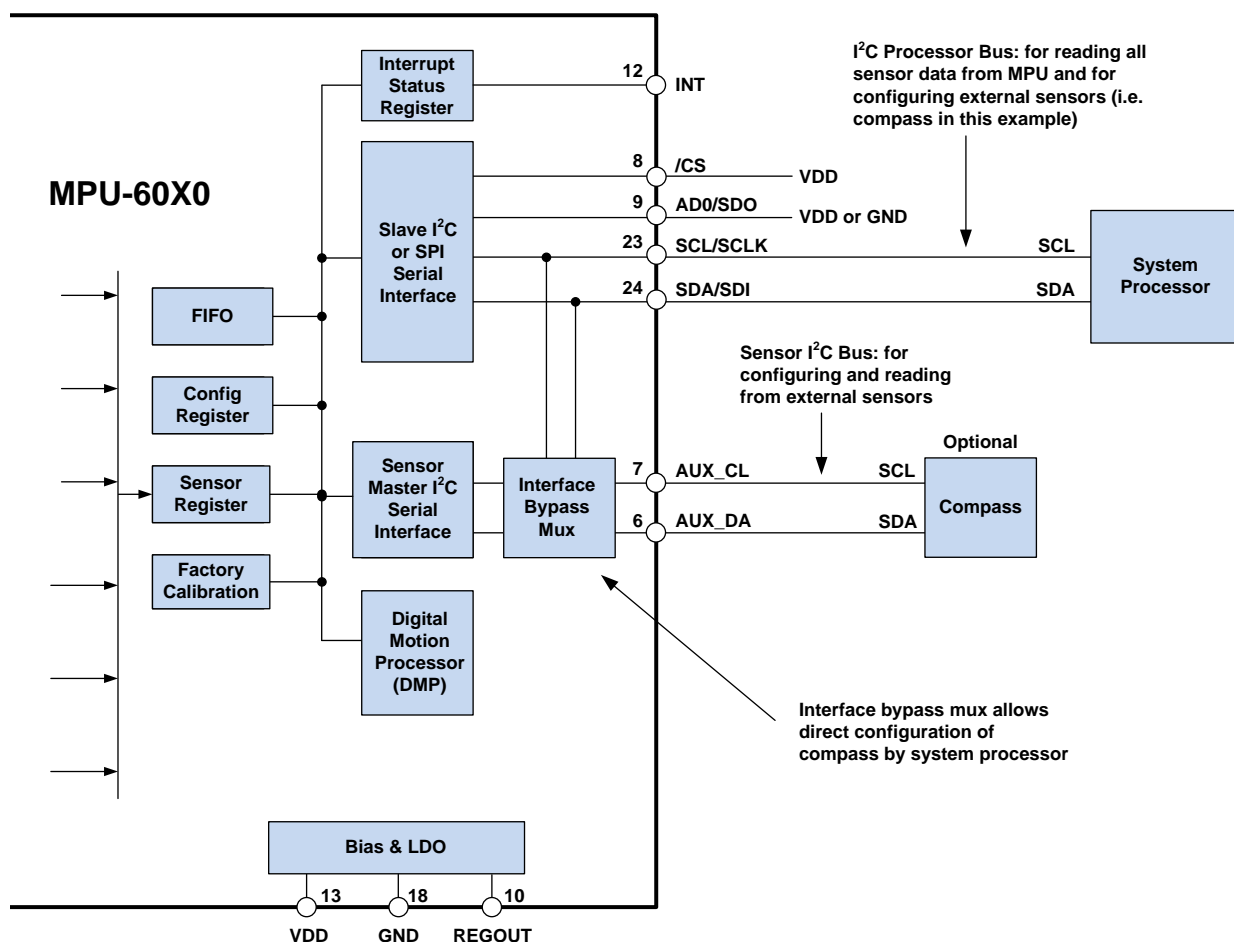 MPU-60X0
Interrupt
Status
Register
12
INT
I²C Processor Bus: for reading all
sensor data from MPU and for
configuring external sensors (i.e.
compass in this example)
Slave I²C
or SPI
Serial
Interface
8
/CS
VDD
9
AD0/SDO
VDD or GND
23
SCL/SCLK
SCL
24
SDA/SDI
SDA
System
Processor
FIFO
Config
Register
Sensor
Register
Factory
Calibration
Sensor I²C Bus: for
configuring and reading
from external sensors
Sensor
Master I²C
Serial
Interface
Interface
Bypass
Mux
7
AUX_CL
SCL
6
AUX_DA
SDA
Optional
Compass
Digital
Motion
Processor
(DMP)
Interface bypass mux allows
direct configuration of
compass by system processor
Bias & LDO
13
18
10
VDD
GND
REGOUT